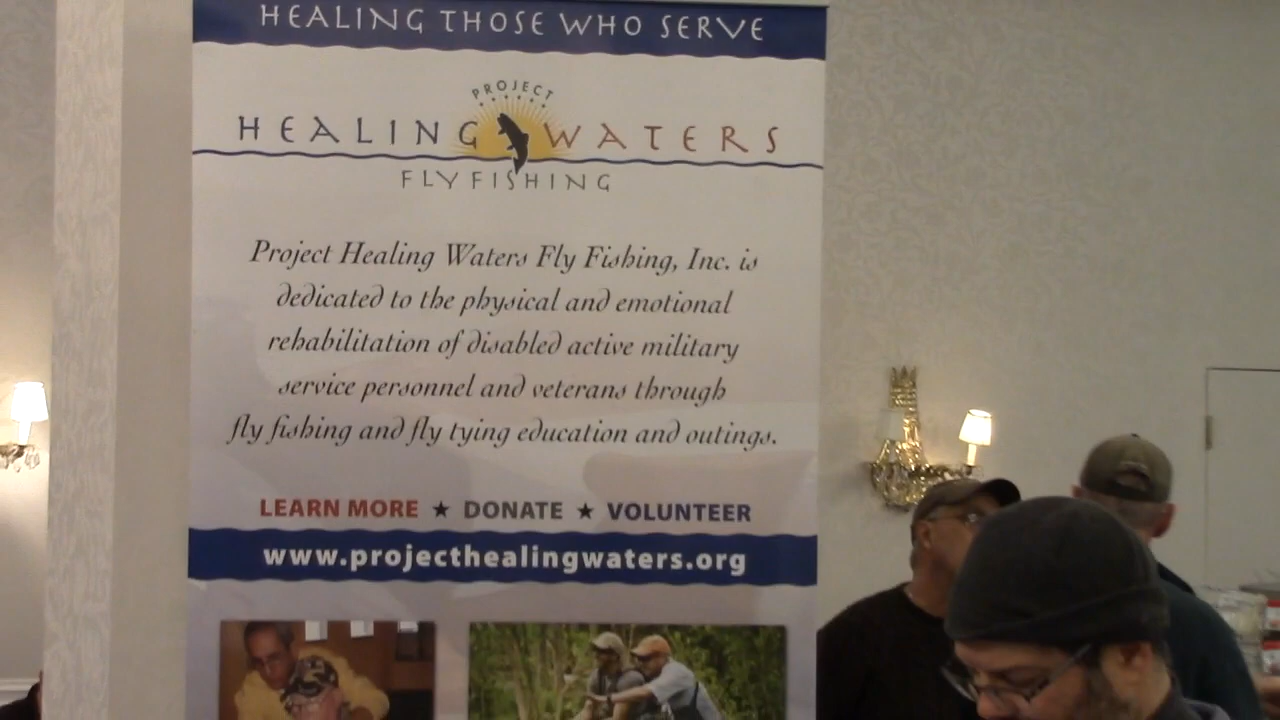 HEALING THOSE WHO SERVE
PROJECT
HEALING WATERS
FLY FISHING
Project Healing Waters Fly Fishing, Inc. is
dedicated to the physical and emotional
rehabilitation of disabled active military
service personnel and veterans through
fly fishing and fly tying education and outings.
LEARN MORE ★ DONATE ★ VOLUNTEER
www.projecthealingwaters.org